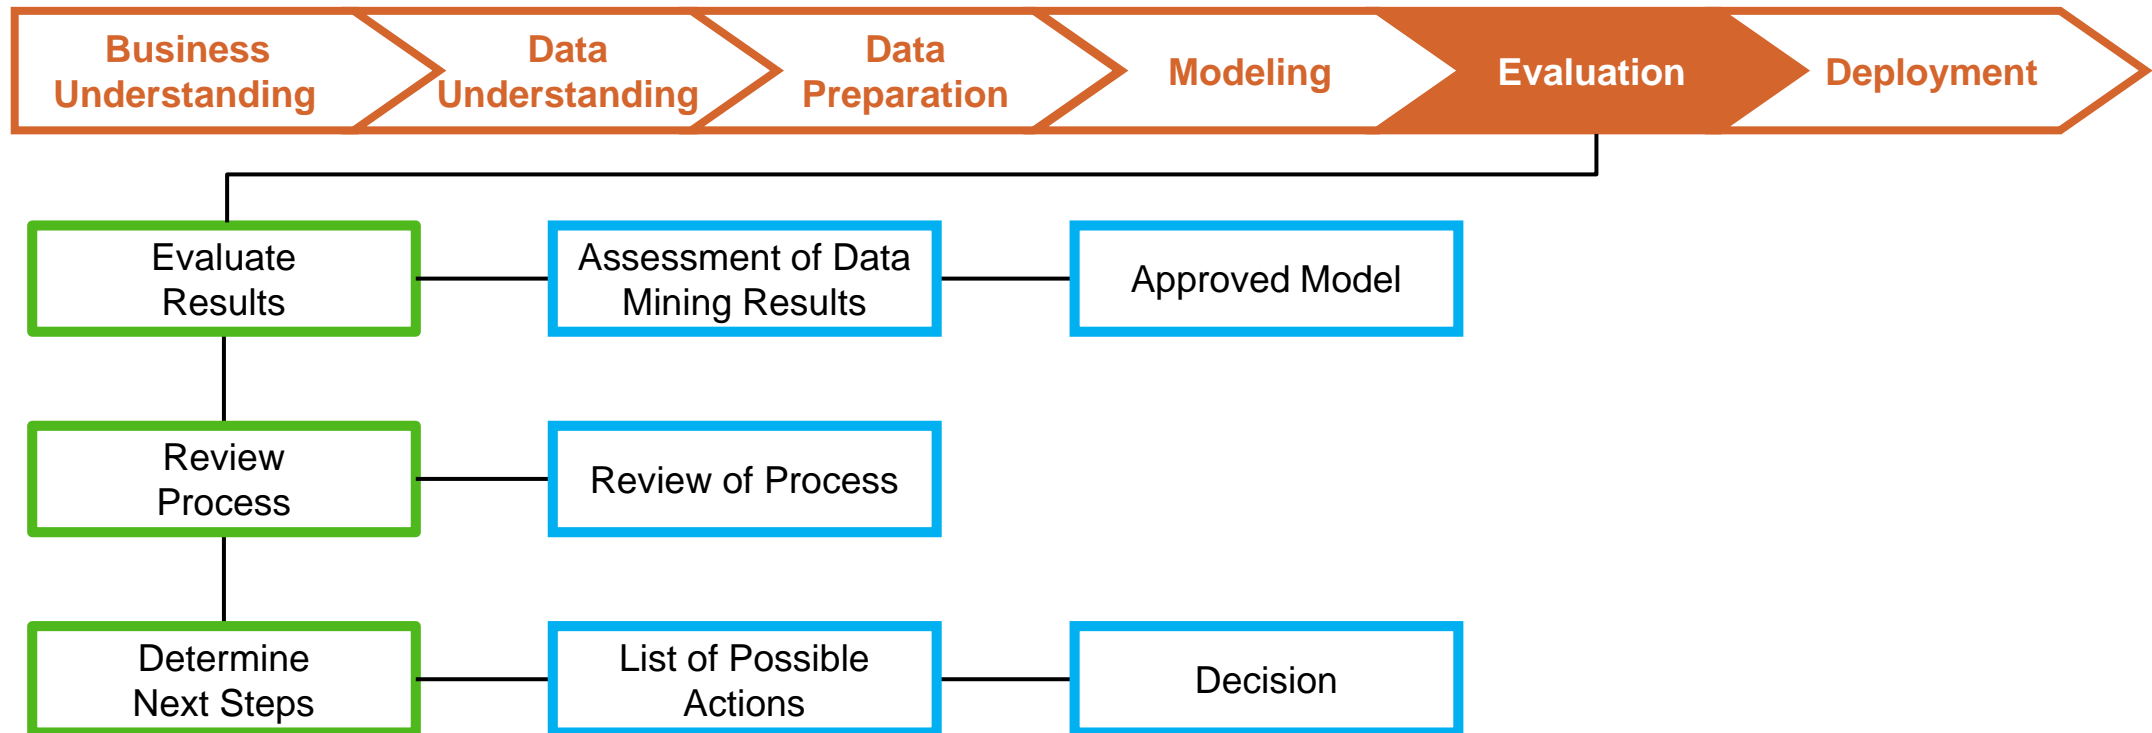 Business
Understanding
Data
Understanding
Data
Preparation
Modeling
Evaluation
Deployment
Evaluate
Results
Assessment of Data
Mining Results
Approved Model
Review
Process
Review of Process
Determine
Next Steps
List of Possible
Actions
Decision